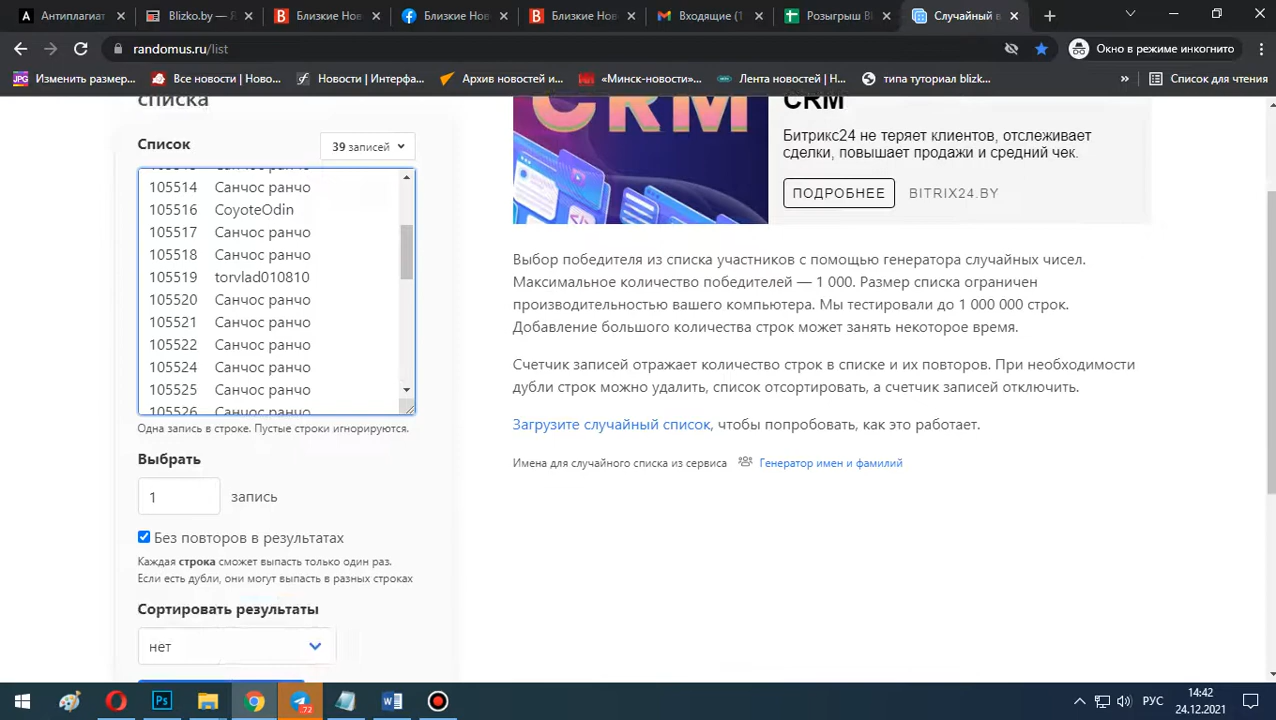 Антиплагиат
Blizko.by — Я
Близкие Нов
Близкие Нов
Близкие Нов
Входящие (1
Розыгрыш Bl
Случайный в
randomus.ru/list
Окно в режиме инкогнито
JPG Изменить размер...
Все новости | Ново...
Новости | Интерфа...
Архив новостей и...
«Минск-новости»...
Лента новостей | Н...
типа туториал blizk...
»
Список для чтения
списка
Список
39 записей
105514 Санчос ранчо
105516 CoyoteOdin
105517 Санчос ранчо
105518 Санчос ранчо
105519 torvlad010810
105520 Санчос ранчо
105521 Санчос ранчо
105522 Санчос ранчо
105524 Санчос ранчо
105525 Санчос ранчо
105526 Санчос ранчо
Одна запись в строке. Пустые строки игнорируются.
Выбрать
1 запись
Без повторов в результатах
Каждая строка сможет выпасть только один раз.
Если есть дубли, они могут выпасть в разных строках
Сортировать результаты
нет
CRM
CRM
Битрикс24 не теряет клиентов, отслеживает
сделки, повышает продажи и средний чек.
ПОДРОБНЕЕ
BITRIX24.BY
Выбор победителя из списка участников с помощью генератора случайных чисел.
Максимальное количество победителей — 1 000. Размер списка ограничен
производительностью вашего компьютера. Мы тестировали до 1 000 000 строк.
Добавление большого количества строк может занять некоторое время.
Счетчик записей отражает количество строк в списке и их повторов. При необходимости
дубли строк можно удалить, список отсортировать, а счетчик записей отключить.
Загрузите случайный список, чтобы попробовать, как это работает.
Имена для случайного списка из сервиса Генератор имен и фамилий
Ps
72
W
РУС
14:42
24.12.2021